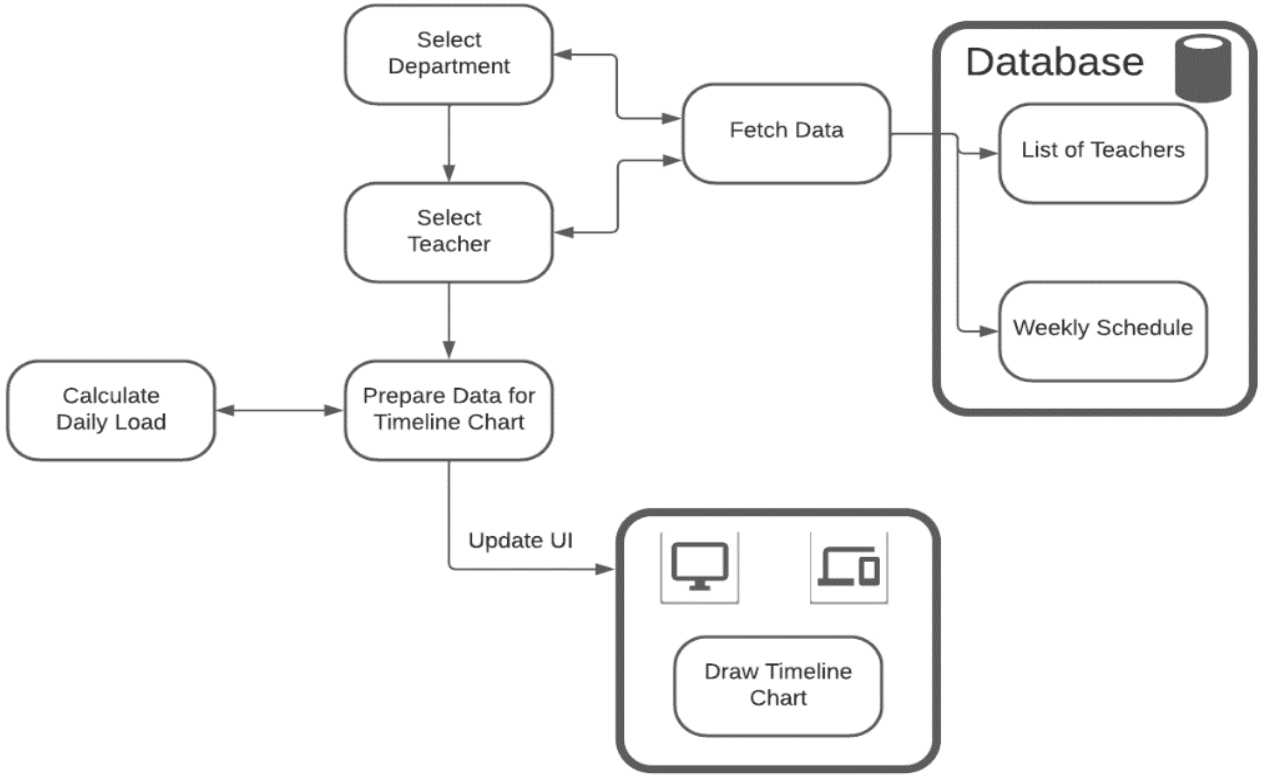 Select
Department
Database
Fetch Data
List of Teachers
Select
Teacher
Weekly Schedule
Calculate
Daily Load
Prepare Data for
Timeline Chart
Update UI
Draw Timeline
Chart